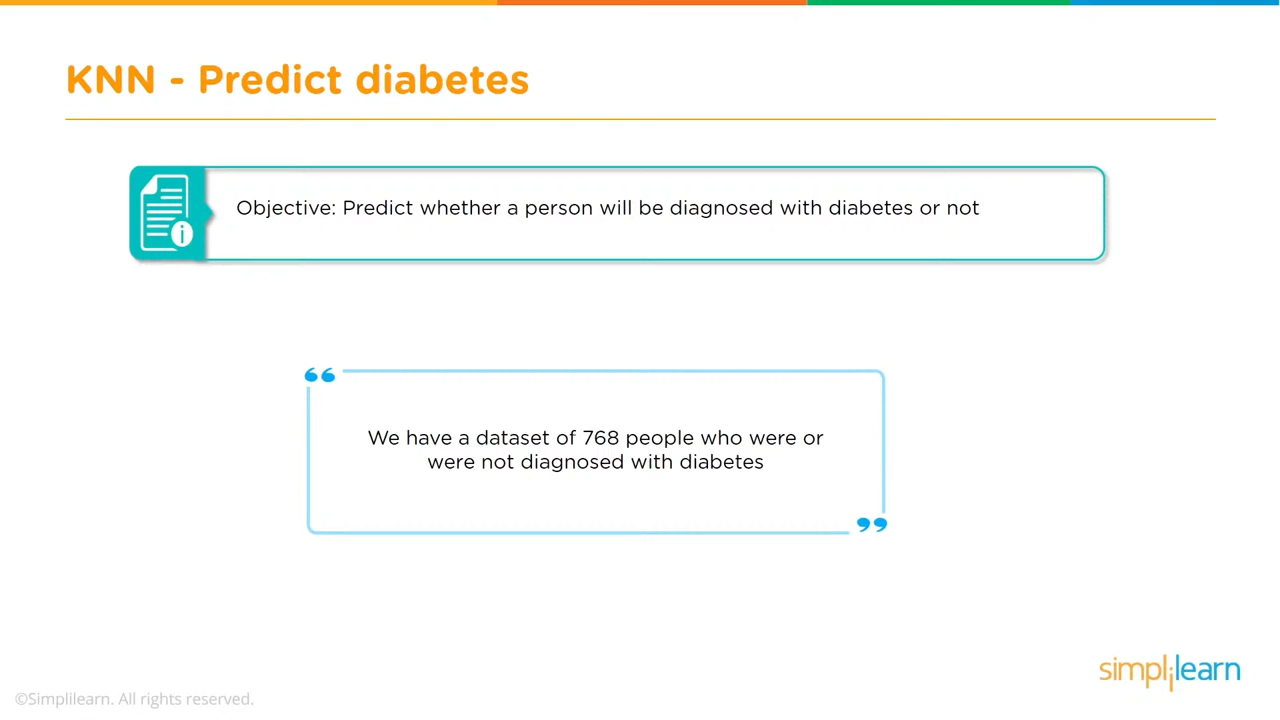 KNN - Predict diabetes
Objective: Predict whether a person will be diagnosed with diabetes or not
“
We have a dataset of 768 people who were or
were not diagnosed with diabetes
”
simplilearn
©Simplilearn. All rights reserved.